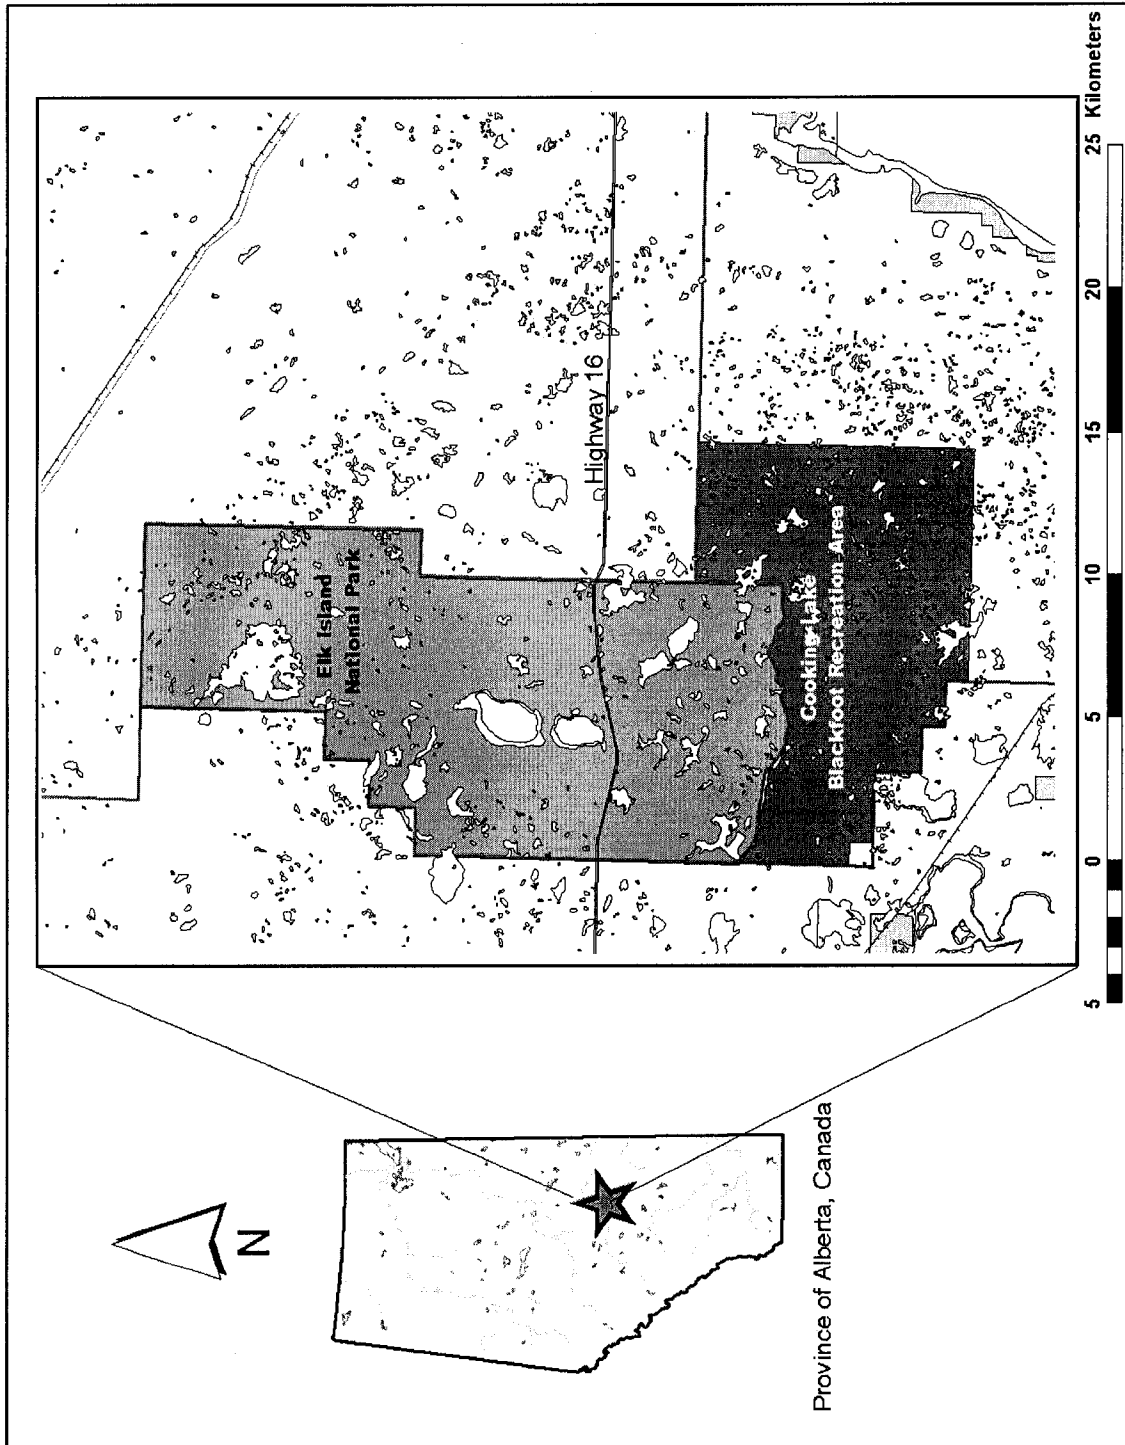 N
Province of Alberta, Canada
Elk Island
National Park
Highway 16
Cooking Lake
Blackfoot Recreation Area
5 0 5 10 15 20 25 Kilometers